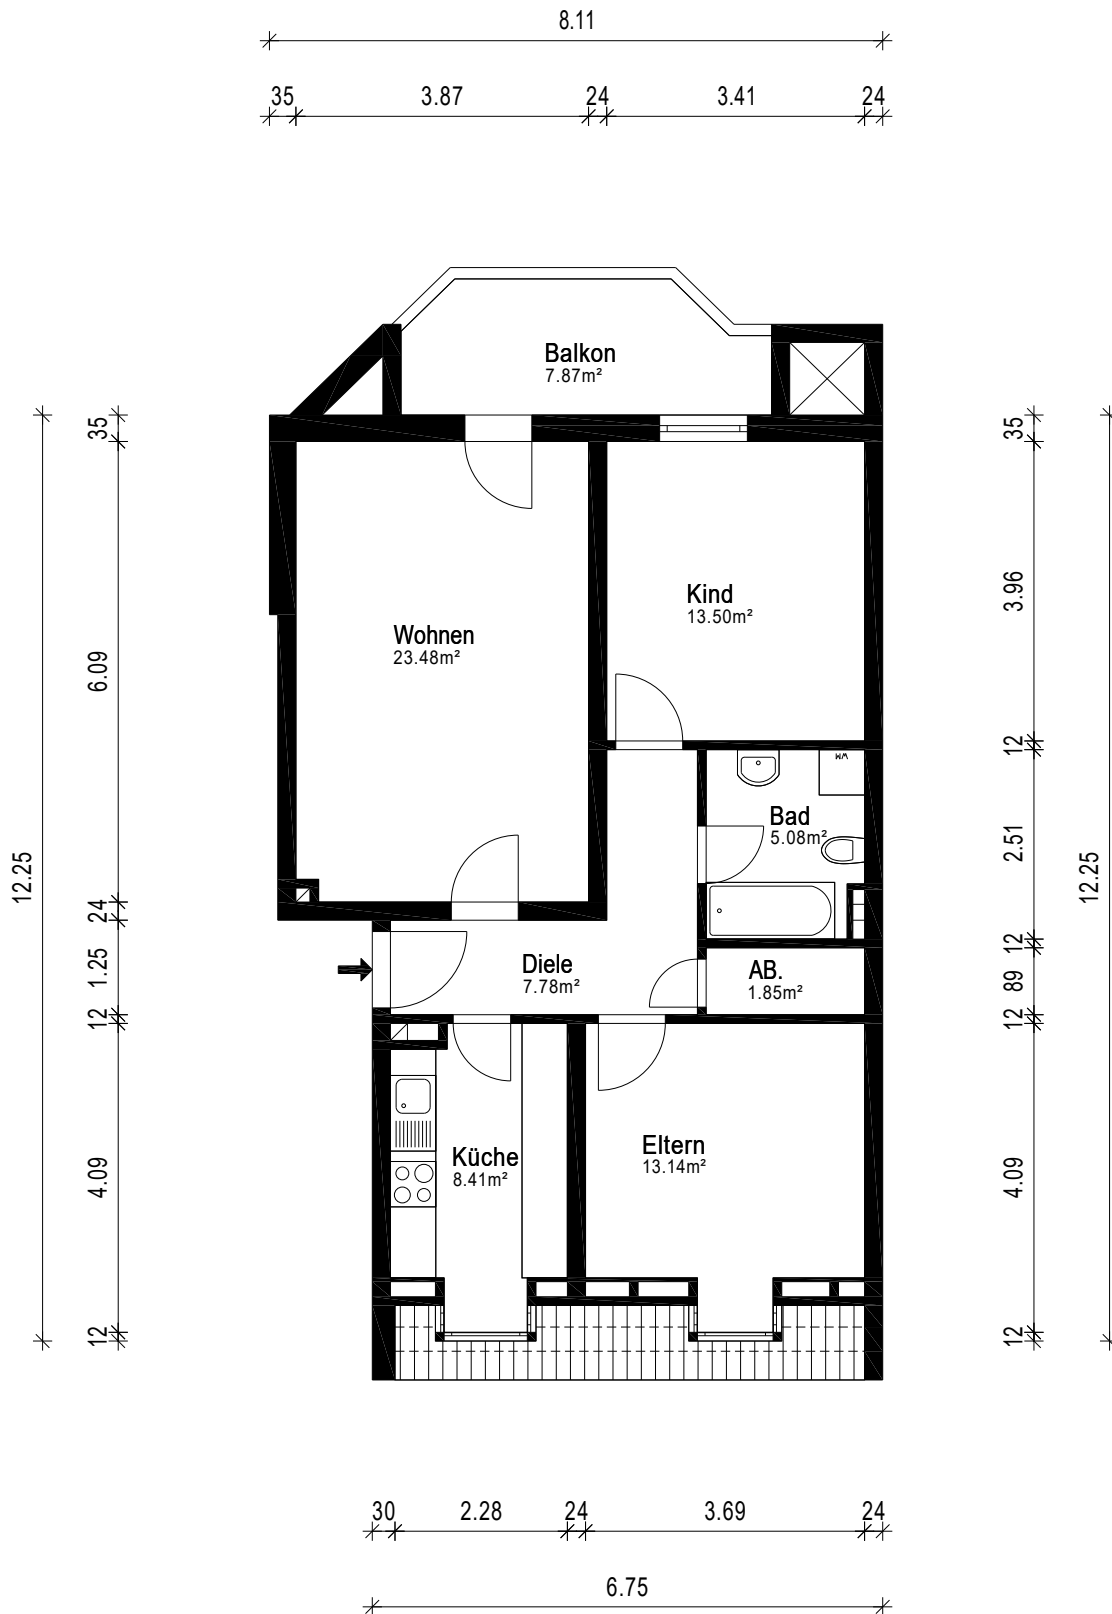 8.11
35 3.87 24 3.41 24
Balkon
7.87m²
35
35
Kind
13.50m²
3.96
Wohnen
23.48m²
6.09
12
WM
Bad
5.08m²
2.51
12.25
12.25
24
12
1.25
Diele
7.78m²
AB.
1.85m²
89
12
12
Küche
8.41m²
Eltern
13.14m²
4.09
4.09
12
12
30 2.28 24 3.69 24
6.75